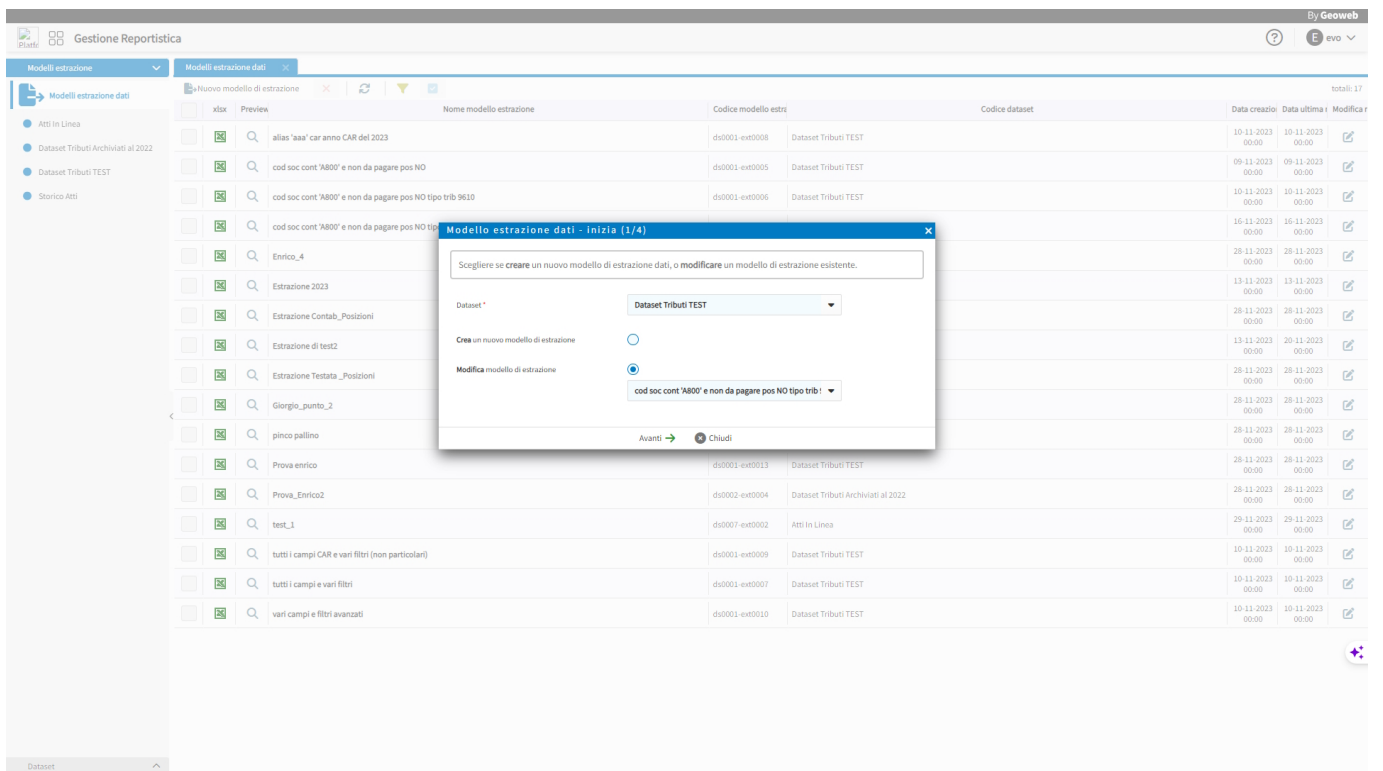 By Geoweb
Gestione Reportistica
? E evo
Modelli estrazione Modelli estrazione dati
Modelli estrazione dati
Atti In Linea
Dataset Tributi Archiviati al 2022
Dataset Tributi TEST
Storico Atti
Nuovo modello di estrazione totali: 17
xlsx Preview Nome modello estrazione Codice modello estra Codice dataset Data creazio Data ultima Modifica
alias 'aaa' car anno CAR del 2023 ds0001-ext0008 Dataset Tributi TEST 10-11-2023 00:00 10-11-2023 00:00
cod soc cont 'A800' e non da pagare pos NO ds0001-ext0005 Dataset Tributi TEST 09-11-2023 00:00 09-11-2023 00:00
cod soc cont 'A800' e non da pagare pos NO tipo trib 9610 ds0001-ext0006 Dataset Tributi TEST 10-11-2023 00:00 10-11-2023 00:00
cod soc cont 'A800' e non da pagare pos NO tip 16-11-2023 00:00 16-11-2023 00:00
Enrico_4 28-11-2023 00:00 28-11-2023 00:00
Estrazione 2023 13-11-2023 00:00 13-11-2023 00:00
Estrazione Contab_Posizioni 28-11-2023 00:00 28-11-2023 00:00
Estrazione di test2 13-11-2023 00:00 20-11-2023 00:00
Estrazione Testata _Posizioni 28-11-2023 00:00 28-11-2023 00:00
Giorgio_punto_2 28-11-2023 00:00 28-11-2023 00:00
pinco pallino 28-11-2023 00:00 28-11-2023 00:00
Prova enrico ds0001-ext0013 Dataset Tributi TEST 28-11-2023 00:00 28-11-2023 00:00
Prova_Enrico2 ds0002-ext0004 Dataset Tributi Archiviati al 2022 28-11-2023 00:00 28-11-2023 00:00
test_1 ds0007-ext0002 Atti In Linea 29-11-2023 00:00 29-11-2023 00:00
tutti i campi CAR e vari filtri (non particolari) ds0001-ext0009 Dataset Tributi TEST 10-11-2023 00:00 10-11-2023 00:00
tutti i campi e vari filtri ds0001-ext0007 Dataset Tributi TEST 10-11-2023 00:00 10-11-2023 00:00
vari campi e filtri avanzati ds0001-ext0010 Dataset Tributi TEST 10-11-2023 00:00 10-11-2023 00:00
Modello estrazione dati - inizia (1/4)
Scegliere se creare un nuovo modello di estrazione dati, o modificare un modello di estrazione esistente.
Dataset * Dataset Tributi TEST
Crea un nuovo modello di estrazione
Modifica modello di estrazione
cod soc cont 'A800' e non da pagare pos NO tipo trib
Avanti Chiudi
Dataset